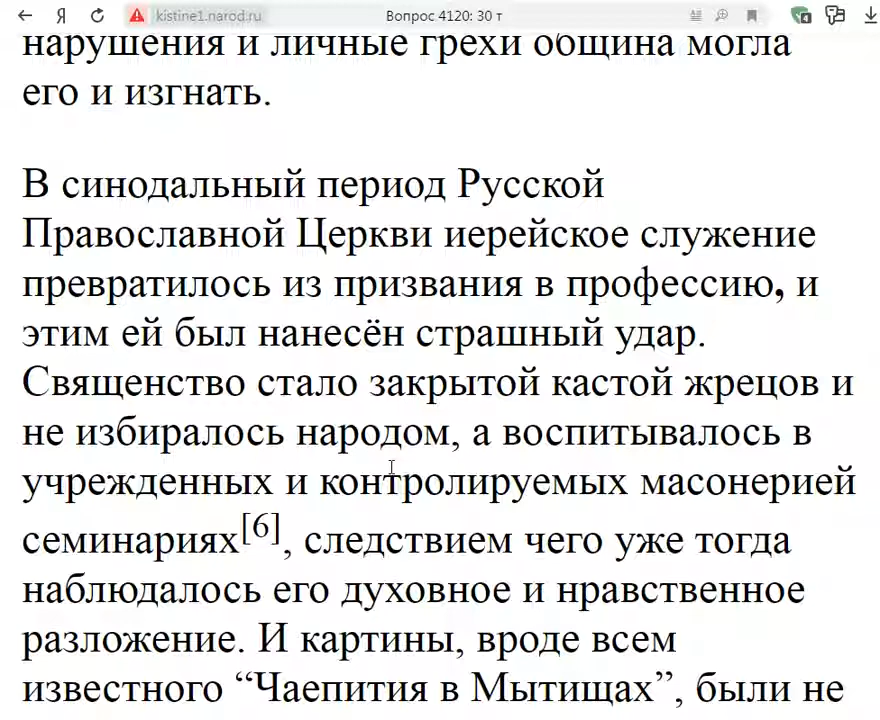 kistine1.narod.ru
Вопрос 4120: 30 т
нарушения и личные грехи община могла
его и изгнать.
В синодальный период Русской
Православной Церкви иерейское служение
превратилось из призвания в профессию, и
этим ей был нанесён страшный удар.
Священство стало закрытой кастой жрецов и
не избиралось народом, а воспитывалось в
учрежденных и контролируемых масонерией
семинариях[6], следствием чего уже тогда
наблюдалось его духовное и нравственное
разложение. И картины, вроде всем
известного “Чаепития в Мытищах”, были не